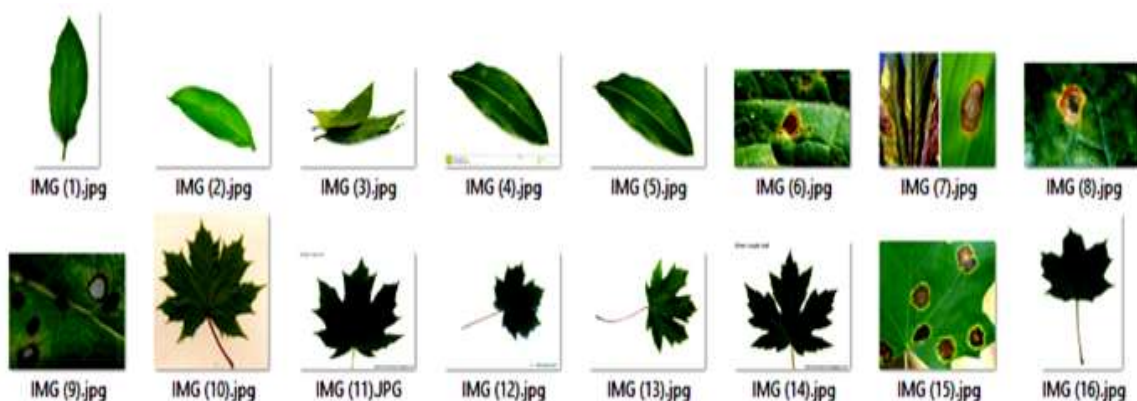 IMG (1).jpg
IMG (2).jpg
IMG (3).jpg
IMG (4).jpg
IMG (5).jpg
IMG (6).jpg
IMG (7).jpg
IMG (8).jpg
IMG (9).jpg
IMG (10).jpg
IMG (11).JPG
IMG (12).jpg
IMG (13).jpg
IMG (14).jpg
IMG (15).jpg
IMG (16).jpg